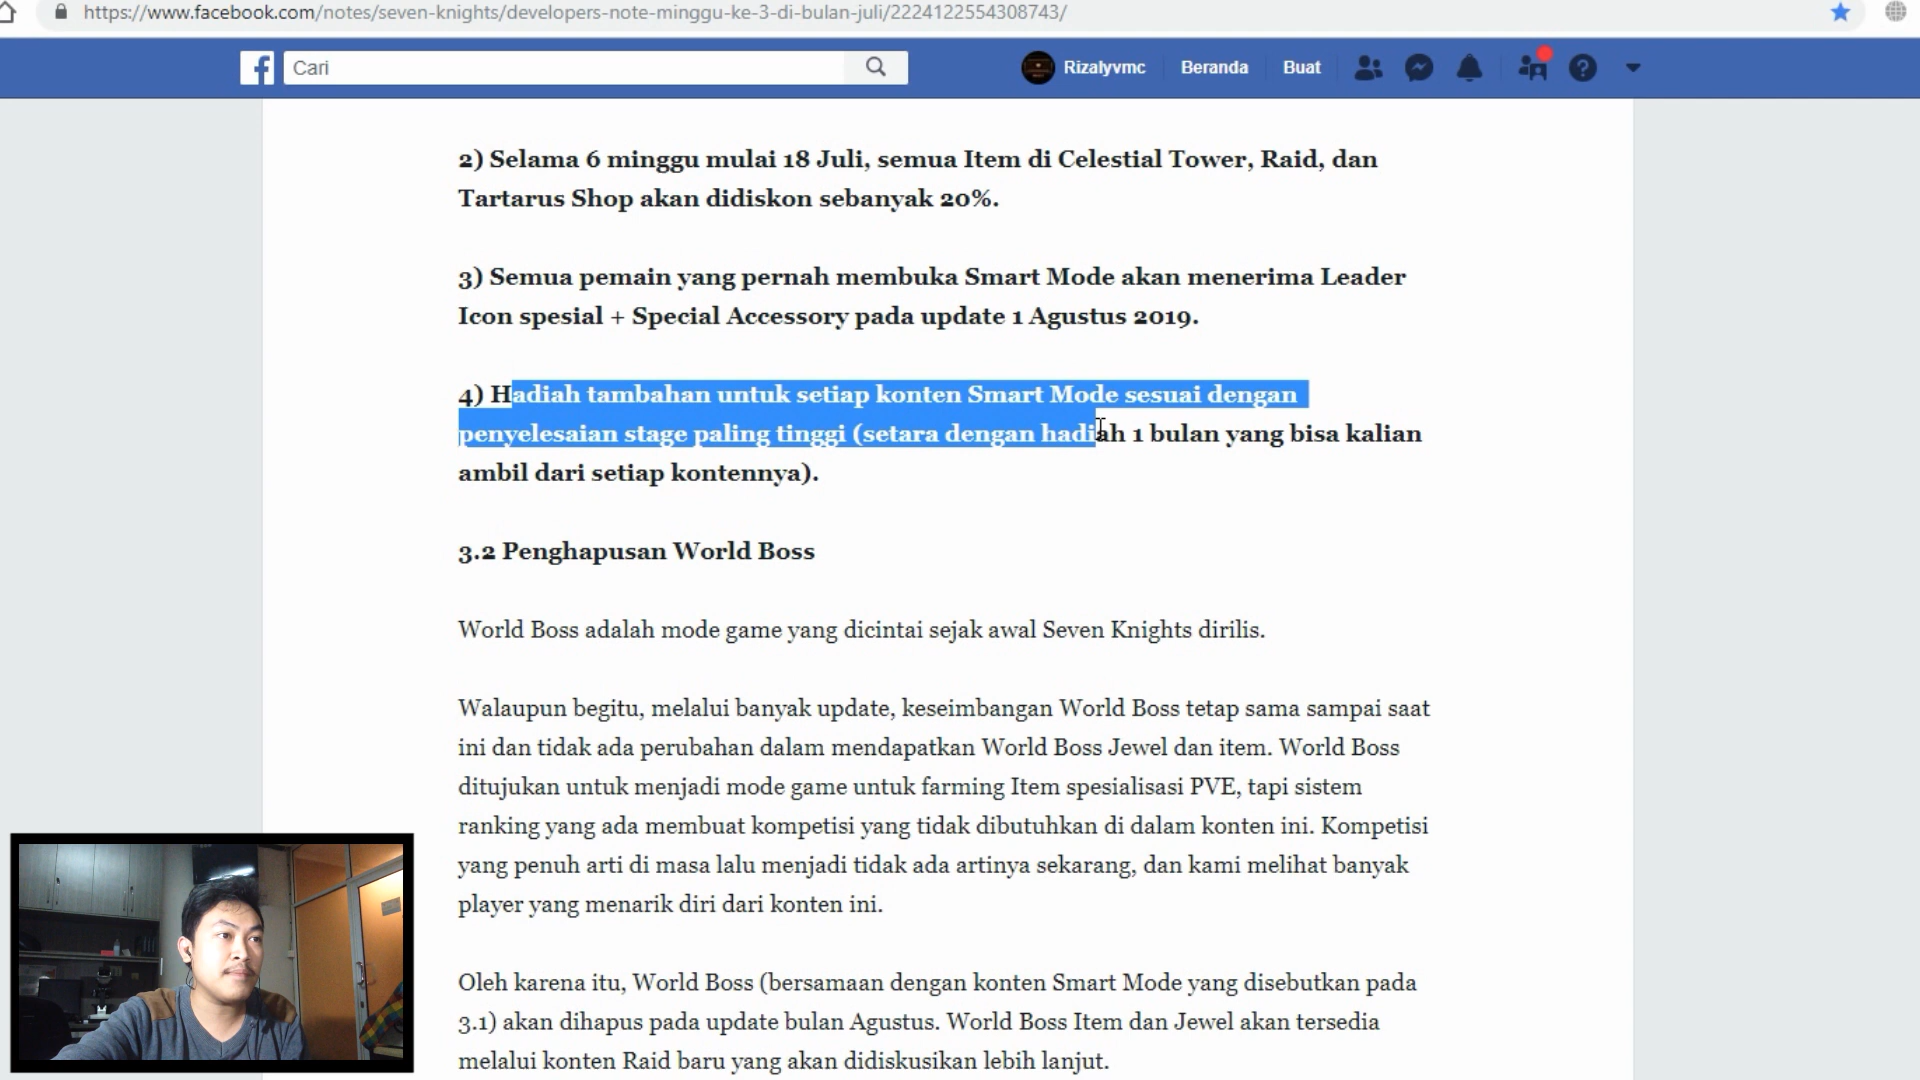 https://www.facebook.com/notes/seven-knights/developers-note-minggu-ke-3-di-bulan-juli/2224122554308743/
f Cari Rizalyvmc Beranda Buat
2) Selama 6 minggu mulai 18 Juli, semua Item di Celestial Tower, Raid, dan
Tartarus Shop akan didiskon sebanyak 20%.
3) Semua pemain yang pernah membuka Smart Mode akan menerima Leader
Icon spesial + Special Accessory pada update 1 Agustus 2019.
4) Hadiah tambahan untuk setiap konten Smart Mode sesuai dengan
penyelesaian stage paling tinggi (setara dengan hadiah 1 bulan yang bisa kalian
ambil dari setiap kontennya).
3.2 Penghapusan World Boss
World Boss adalah mode game yang dicintai sejak awal Seven Knights dirilis.
Walaupun begitu, melalui banyak update, keseimbangan World Boss tetap sama sampai saat
ini dan tidak ada perubahan dalam mendapatkan World Boss Jewel dan item. World Boss
ditujukan untuk menjadi mode game untuk farming Item spesialisasi PVE, tapi sistem
ranking yang ada membuat kompetisi yang tidak dibutuhkan di dalam konten ini. Kompetisi
yang penuh arti di masa lalu menjadi tidak ada artinya sekarang, dan kami melihat banyak
player yang menarik diri dari konten ini.
Oleh karena itu, World Boss (bersamaan dengan konten Smart Mode yang disebutkan pada
3.1) akan dihapus pada update bulan Agustus. World Boss Item dan Jewel akan tersedia
melalui konten Raid baru yang akan didiskusikan lebih lanjut.